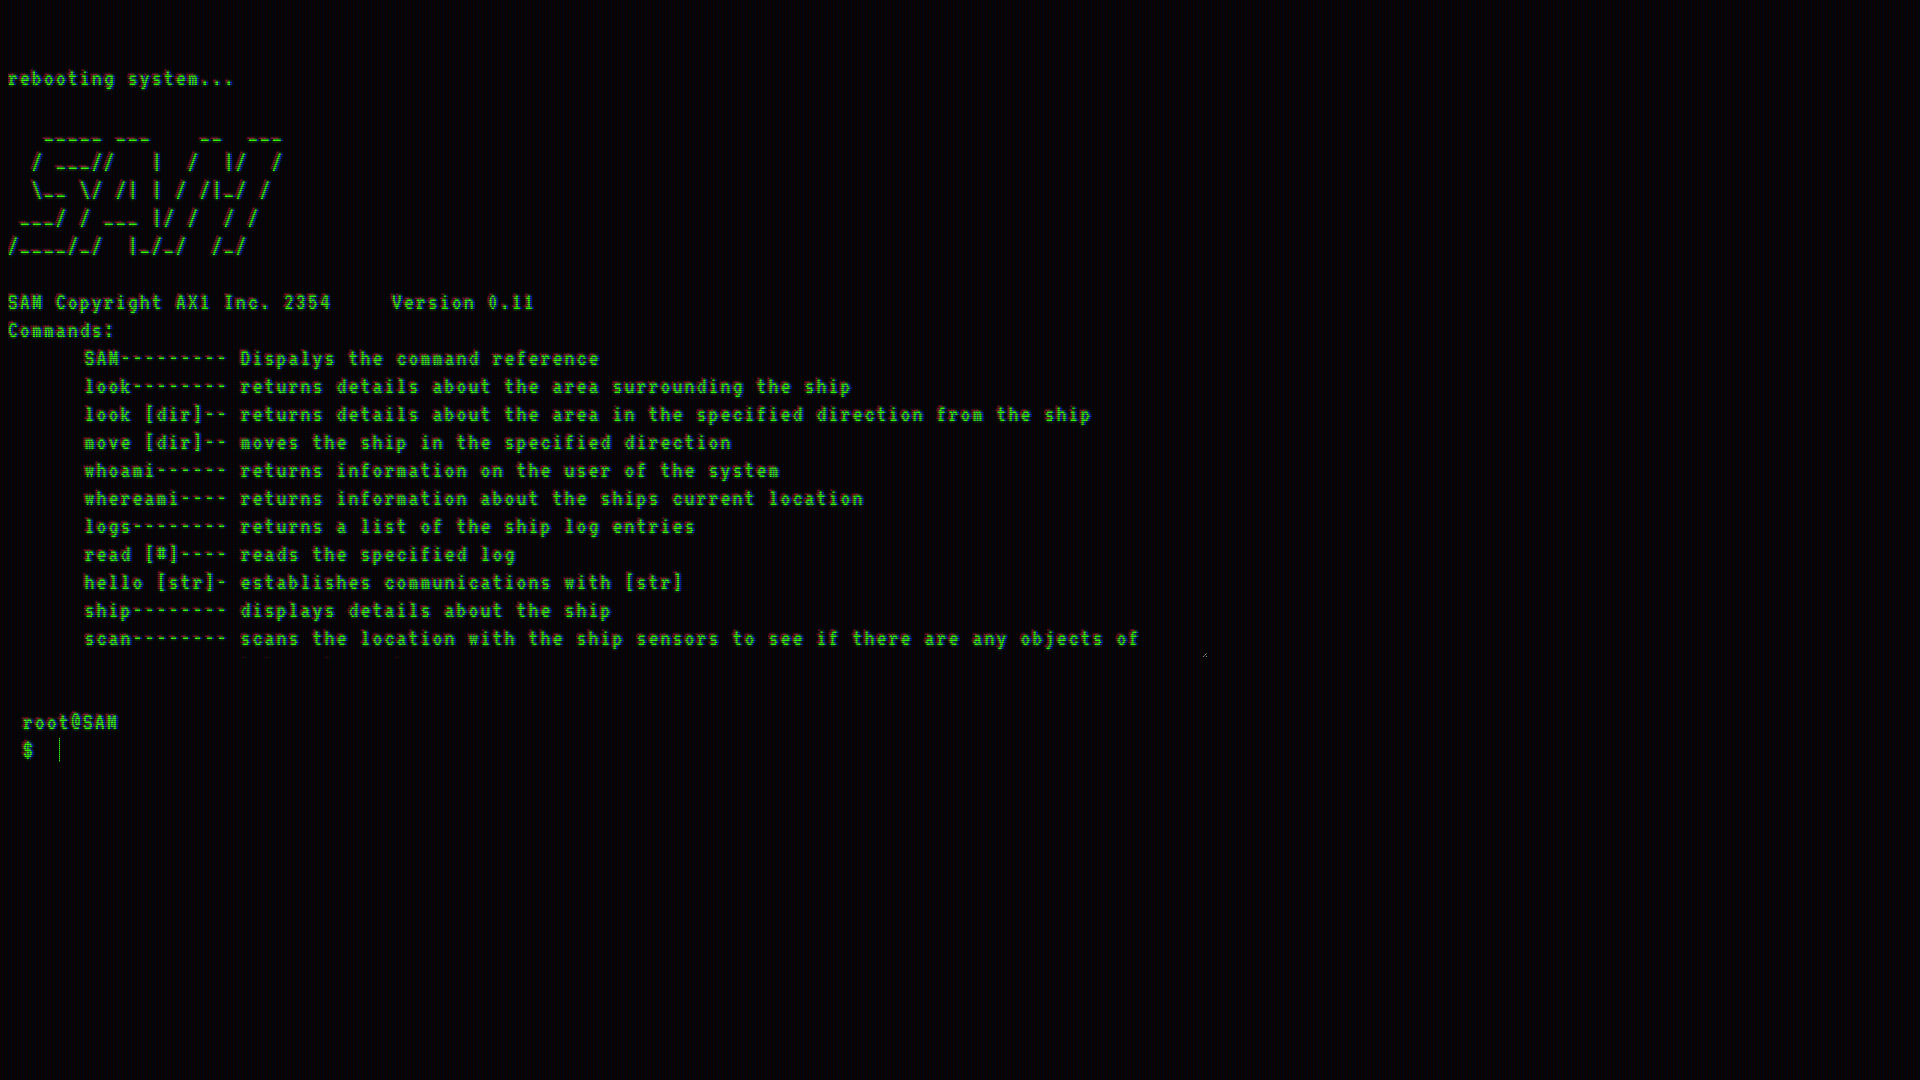 rebooting system...
   _____ ___    __  ___
  / ___//   |  /  |/  /
  \__ \/ /| | / /|_/ /
 ___/ / ___ |/ /  / /
/____/_/  |_/_/  /_/
SAM Copyright AX1 Inc. 2354     Version 0.11
Commands:
SAM--------- Dispalys the command reference
look-------- returns details about the area surrounding the ship
look [dir]-- returns details about the area in the specified direction from the ship
move [dir]-- moves the ship in the specified direction
whoami------ returns information on the user of the system
whereami---- returns information about the ships current location
logs-------- returns a list of the ship log entries
read [#]---- reads the specified log
hello [str]- establishes communications with [str]
ship-------- displays details about the ship
scan-------- scans the location with the ship sensors to see if there are any objects of
root@SAM
$